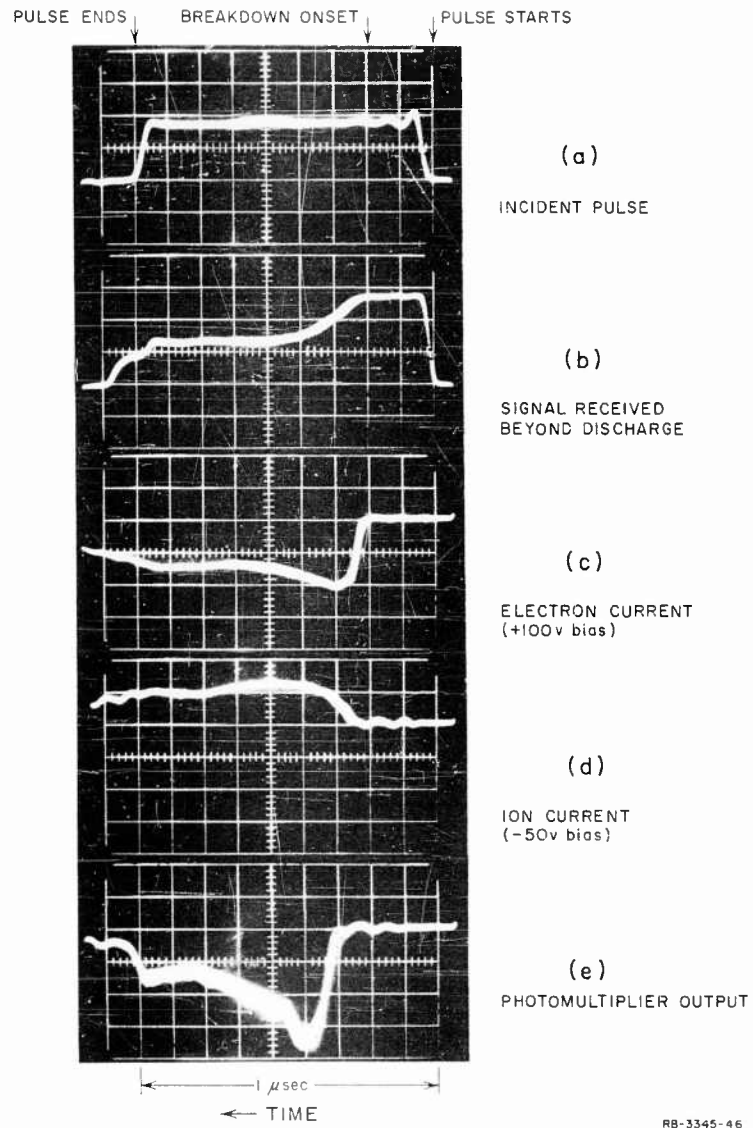 PULSE ENDS BREAKDOWN ONSET PULSE STARTS
(a)
INCIDENT PULSE
(b)
SIGNAL RECEIVED
BEYOND DISCHARGE
(c)
ELECTRON CURRENT
(+100v bias)
(d)
ION CURRENT
(-50v bias)
(e)
PHOTOMULTIPLIER OUTPUT
1 μsec
← TIME
RB-3345-46